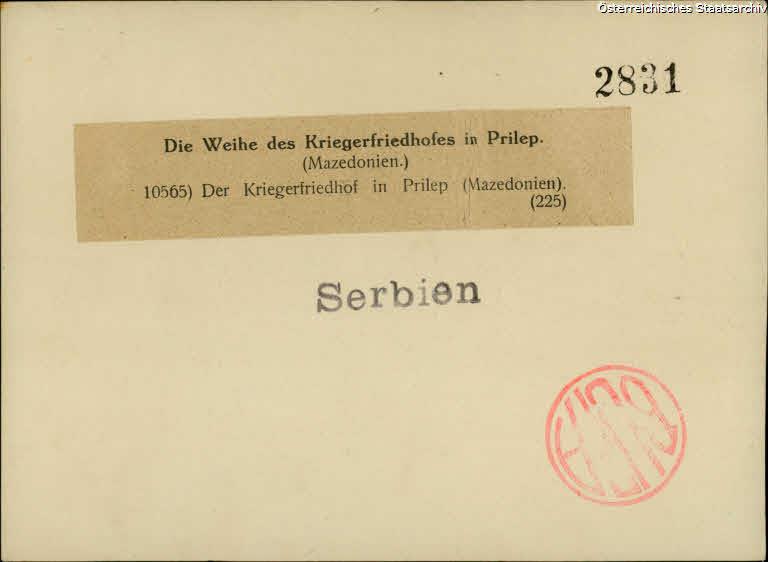 Österreichisches Staatsarchiv
2831
Die Weihe des Kriegerfriedhofes in Prilep.
(Mazedonien.)
10565) Der Kriegerfriedhof in Prilep (Mazedonien).
(225)
Serbien